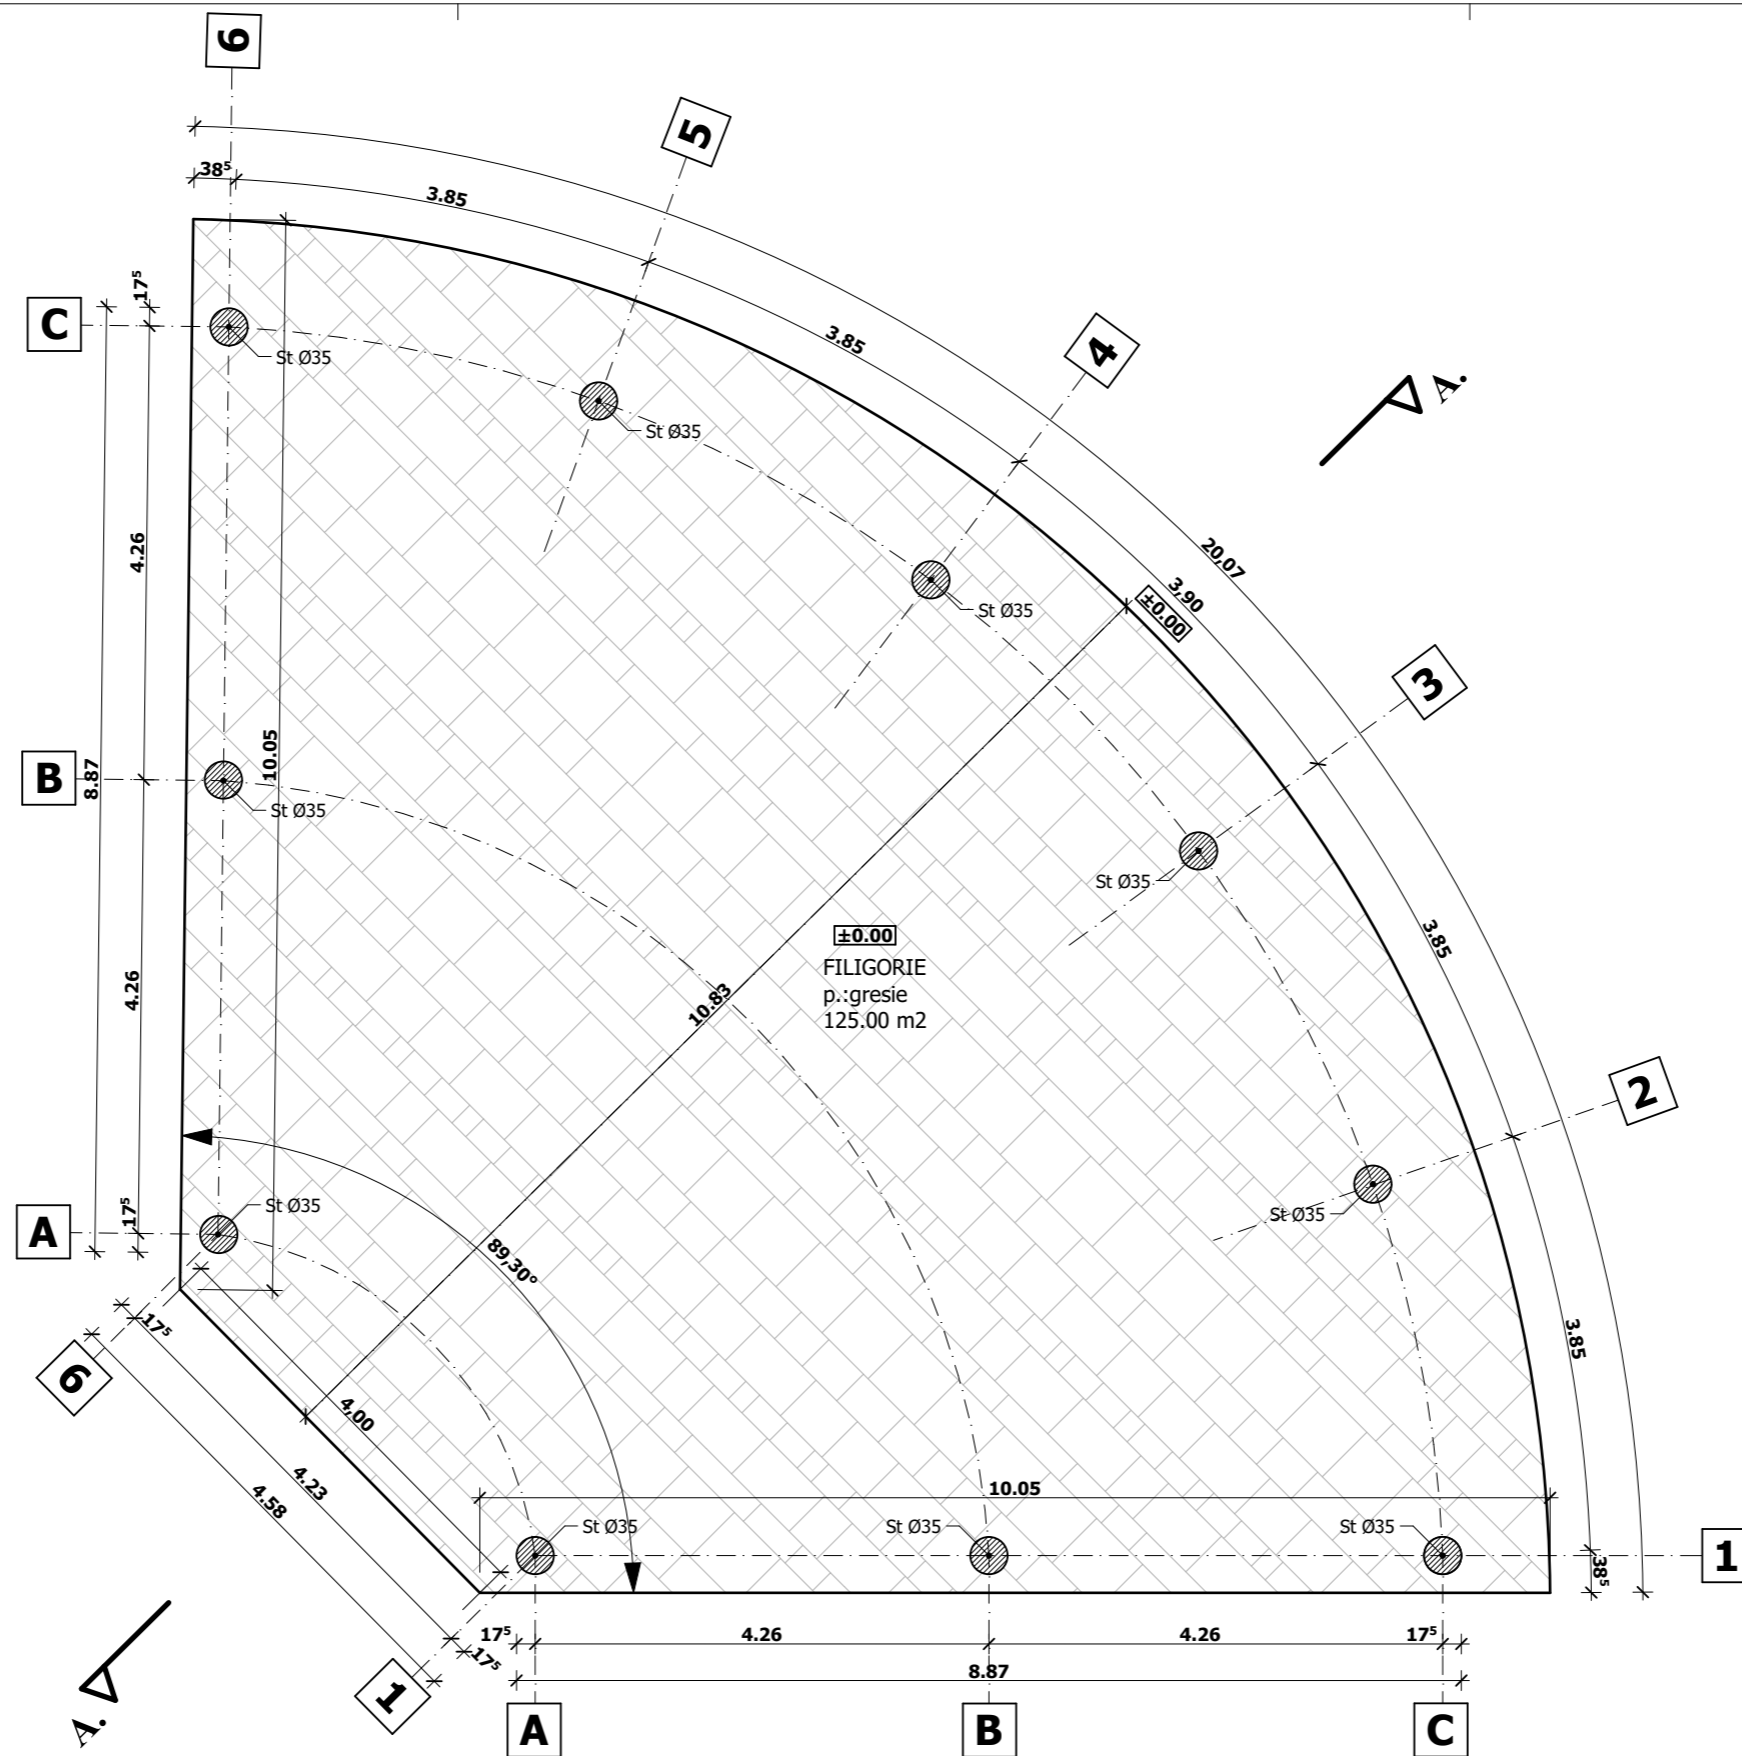 6
5
38⁵
3.85
C
17⁵
St Ø35
St Ø35
3.85
4
A.
4.26
St Ø35
20,07
3,90
±0.00
3
B
8.87
10.05
St Ø35
St Ø35
3.85
±0.00
FILIGORIE
p.:gresie
125.00 m2
10.83
4.26
2
A
17⁵
St Ø35
St Ø35
89,30°
3.85
17⁵
6
4,00
4.23
4.58
10.05
St Ø35
St Ø35
St Ø35
1
38⁵
17⁵
17⁵
4.26
4.26
17⁵
8.87
1
A.
A
B
C